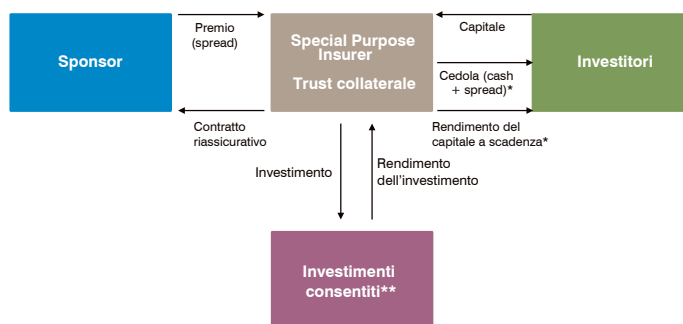 Sponsor
Premio
(spread)
Contratto
riassicurativo
Special Purpose
Insurer
Trust collaterale
Capitale
Cedola (cash
+ spread)*
Rendimento del
capitale a scadenza*
Investitori
Investimento
Rendimento
dell’investimento
Investimenti
consentiti**